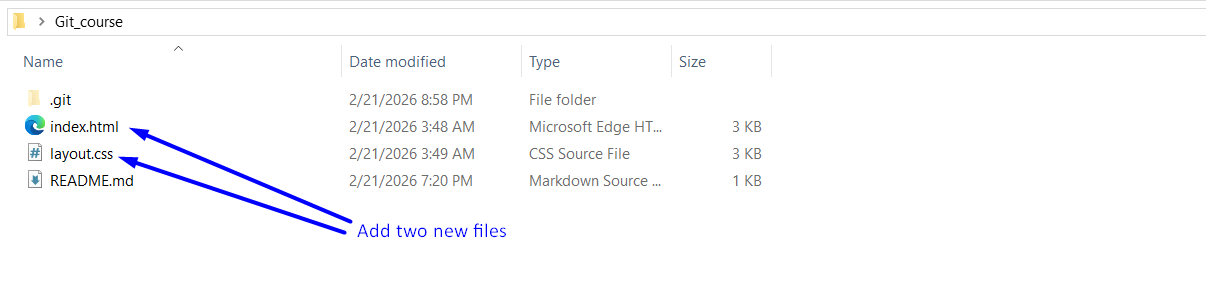 Git_course
Name Date modified Type Size
.git 2/21/2026 8:58 PM File folder
index.html 2/21/2026 3:48 AM Microsoft Edge HT... 3 KB
layout.css 2/21/2026 3:49 AM CSS Source File 3 KB
README.md 2/21/2026 7:20 PM Markdown Source ... 1 KB
Add two new files